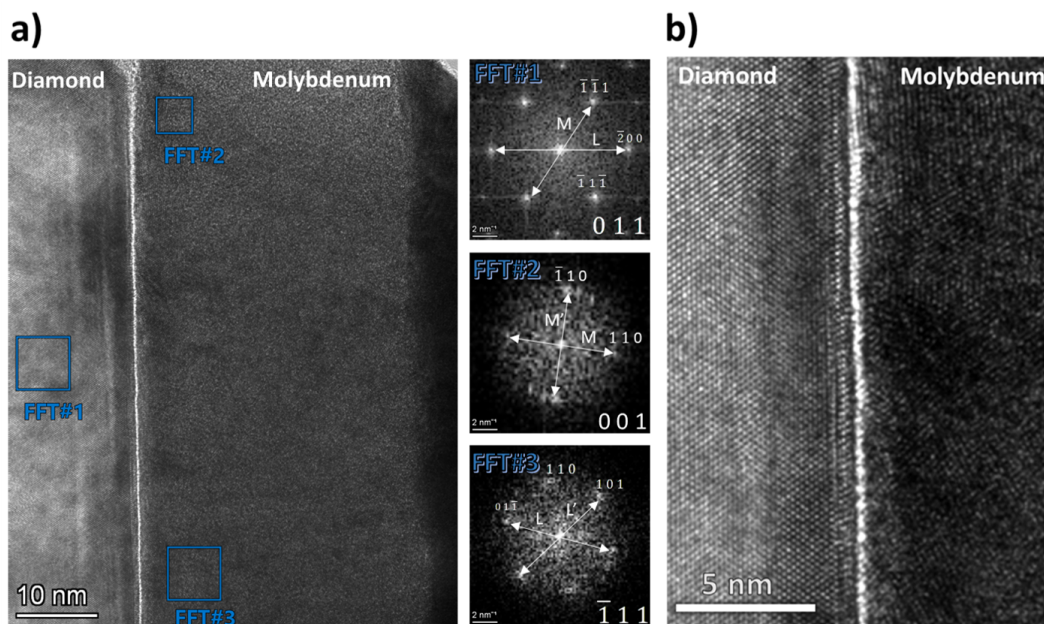 a)
Diamond
Molybdenum
FFT#2
FFT#1
FFT#3
10 nm
FFT#1
1̅ 1̅ 1
M
L
2̅ 0 0
1̅ 1 1̅
2 nm⁻¹
0 1 1
FFT#2
1̅ 1 0
M'
M
1 1 0
2 nm⁻¹
0 0 1
FFT#3
1 1 0
1 0 1
0 1 1̅
L
L'
2 nm⁻¹
1̅ 1 1
b)
Diamond
Molybdenum
5 nm